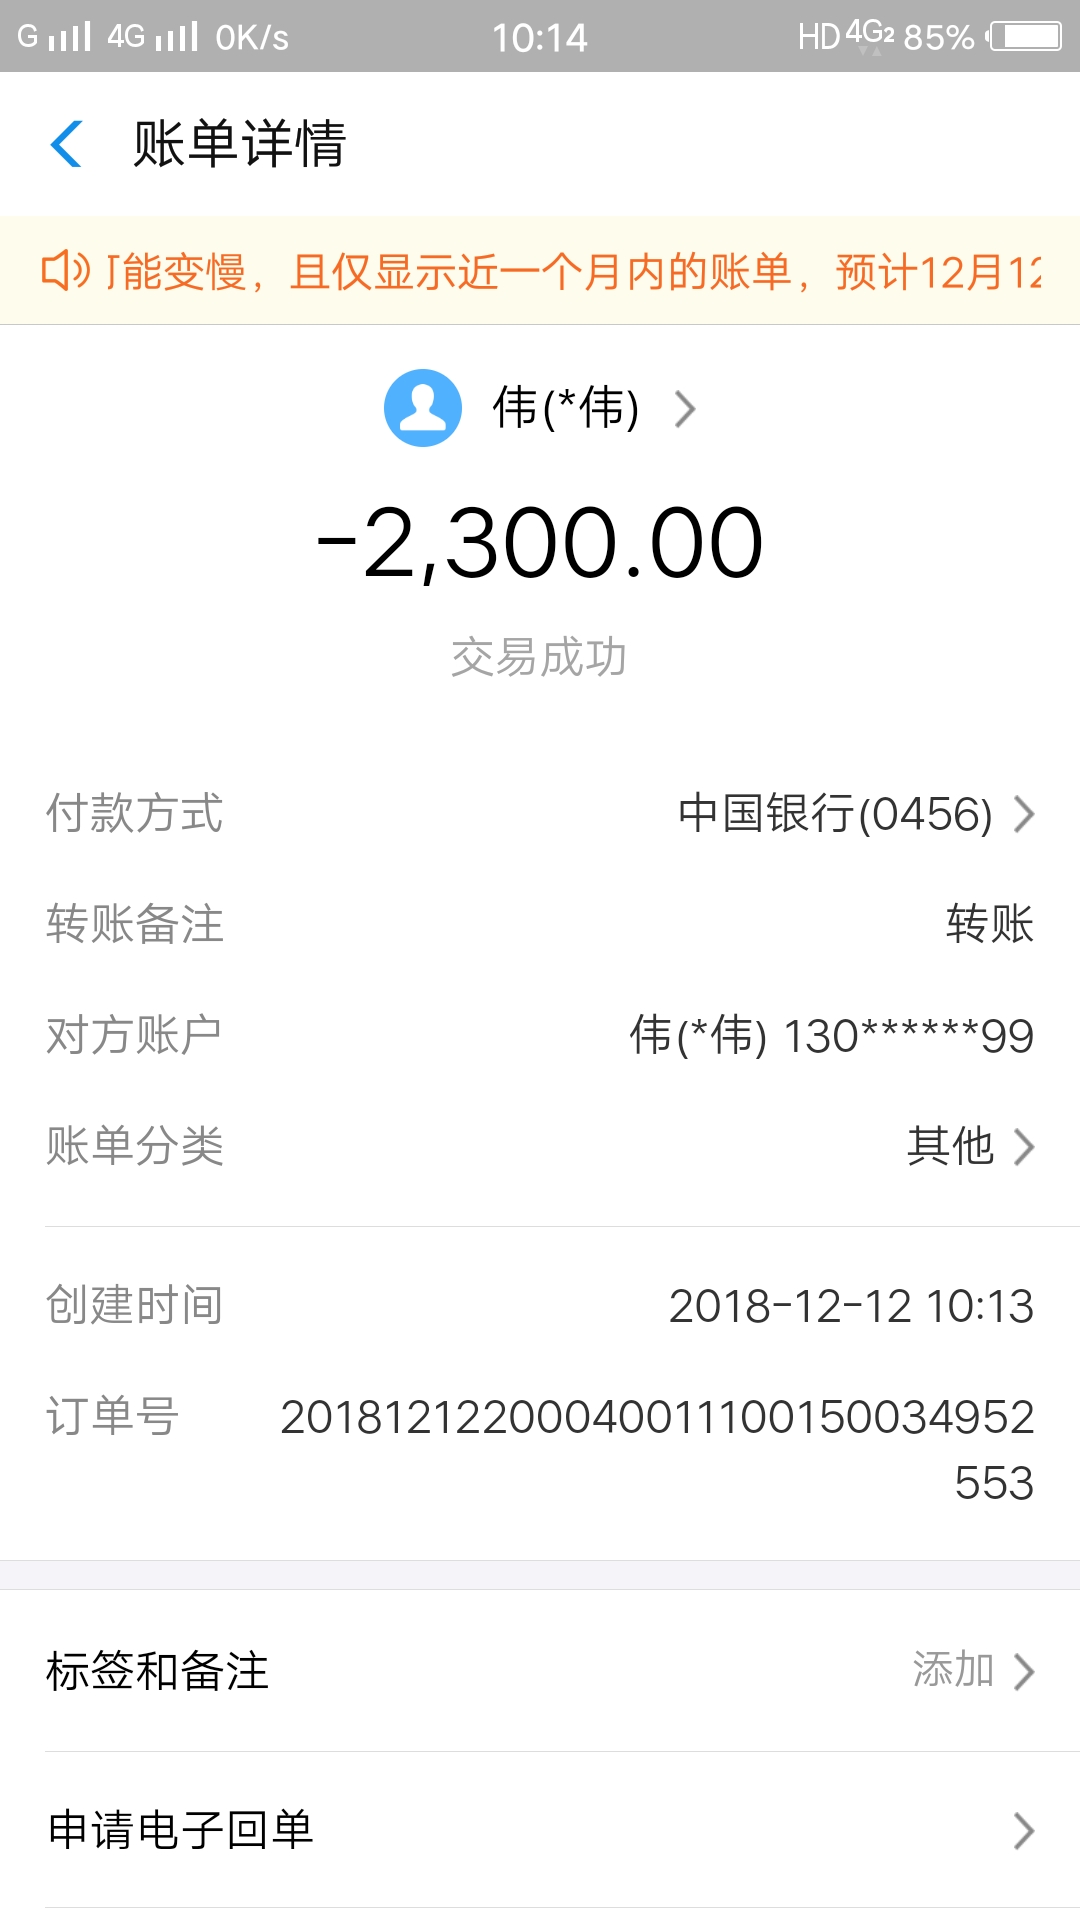 G 4G 0K/s 10:14 HD 4G2 85%
账单详情
能变慢，且仅显示近一个月内的账单，预计12月12
伟(*伟)
-2,300.00
交易成功
付款方式 中国银行(0456)
转账备注 转账
对方账户 伟(*伟) 130******99
账单分类 其他
创建时间 2018-12-12 10:13
订单号 2018121220004001110015003495​2
553
标签和备注 添加
申请电子回单